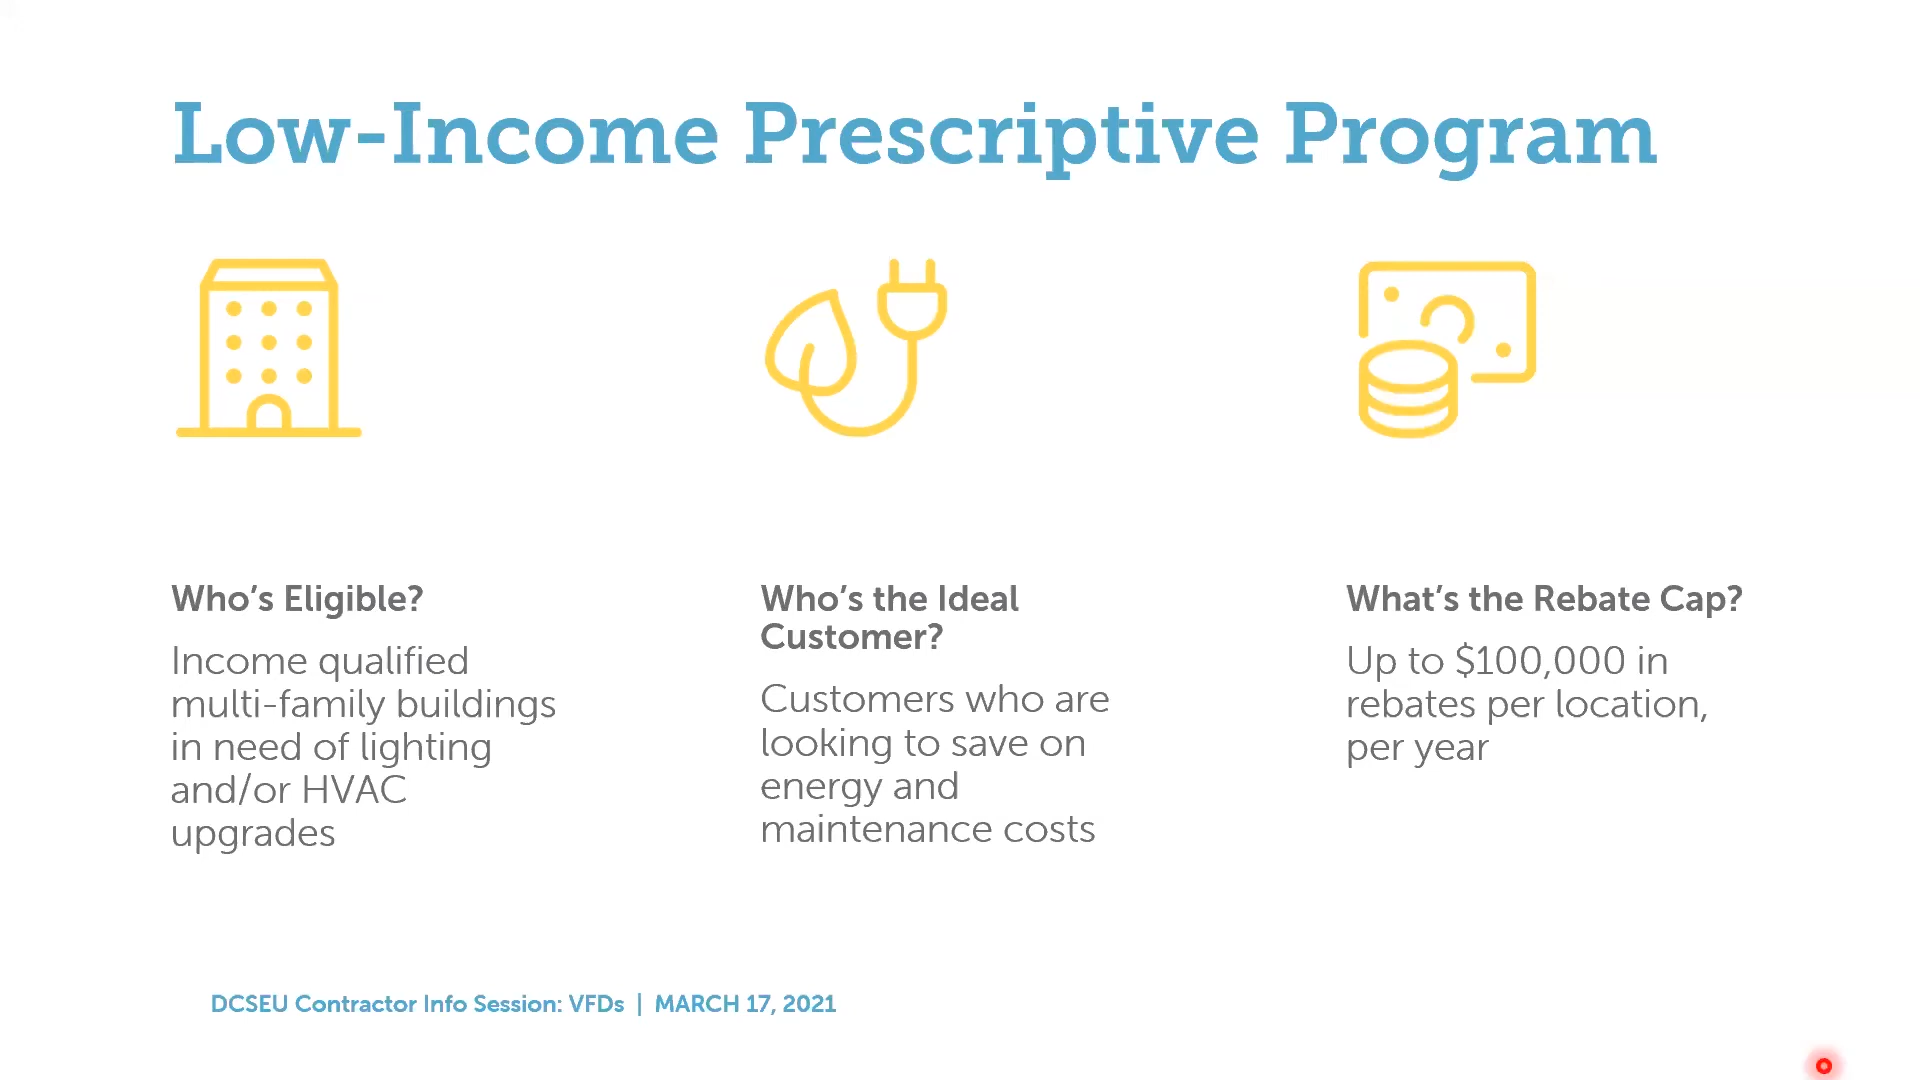 Low-Income Prescriptive Program
Who’s Eligible?
Income qualified
multi-family buildings
in need of lighting
and/or HVAC
upgrades
Who’s the Ideal
Customer?
Customers who are
looking to save on
energy and
maintenance costs
What’s the Rebate Cap?
Up to $100,000 in
rebates per location,
per year
DCSEU Contractor Info Session: VFDs | MARCH 17, 2021